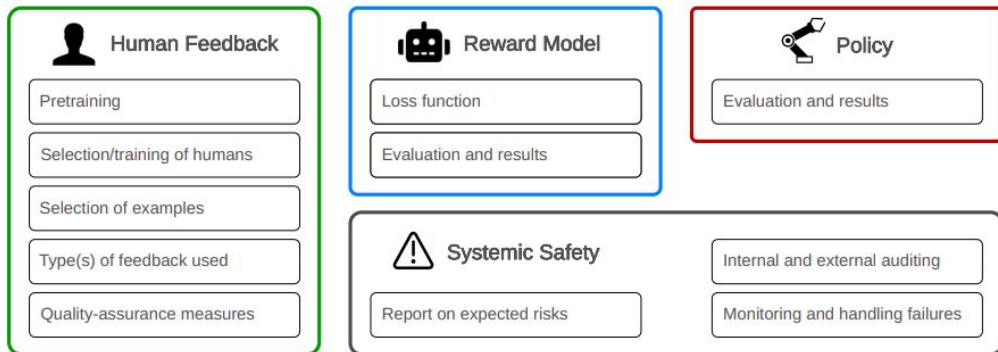 Human Feedback
Pretraining
Selection/training of humans
Selection of examples
Type(s) of feedback used
Quality-assurance measures
Reward Model
Loss function
Evaluation and results
Policy
Evaluation and results
Systemic Safety
Report on expected risks
Internal and external auditing
Monitoring and handling failures